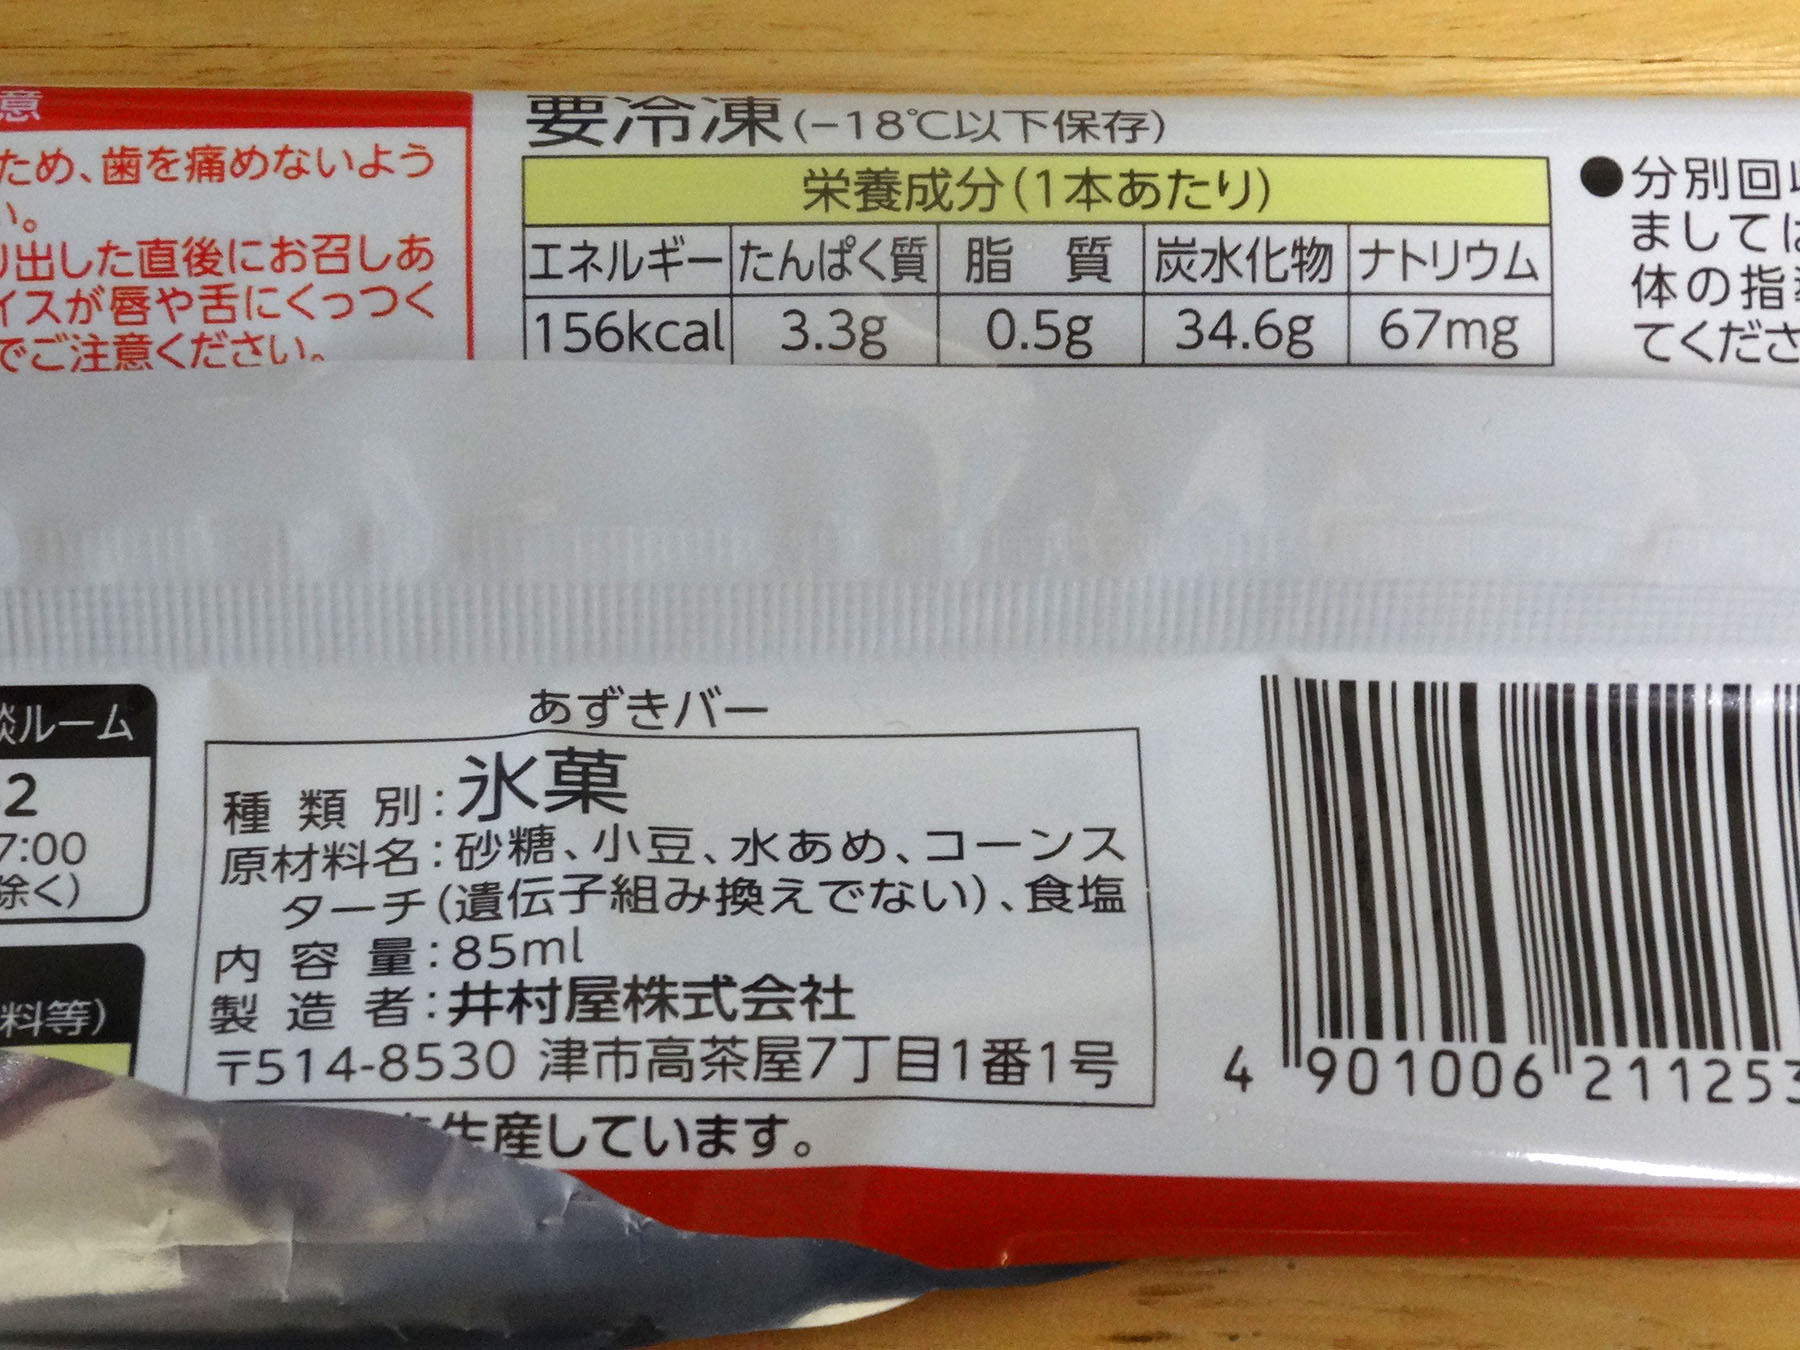 意
ため、歯を痛めないよう
い。
り出した直後にお召しあ
イスが唇や舌にくっつく
でご注意ください。
要冷凍(-18℃以下保存)
栄養成分(1本あたり)
エネルギー たんぱく質 脂 質 炭水化物 ナトリウム
156kcal 3.3g 0.5g 34.6g 67mg
●分別回収
ましては
体の指導
てくださ
談ルーム
2
7:00
除く)
料等)
あずきバー
種 類 別:氷菓
原材料名:砂糖、小豆、水あめ、コーンス
ターチ(遺伝子組み換えでない)、食塩
内 容 量:85ml
製 造 者:井村屋株式会社
〒514-8530 津市高茶屋7丁目1番1号
生産しています。
4 901006 211253